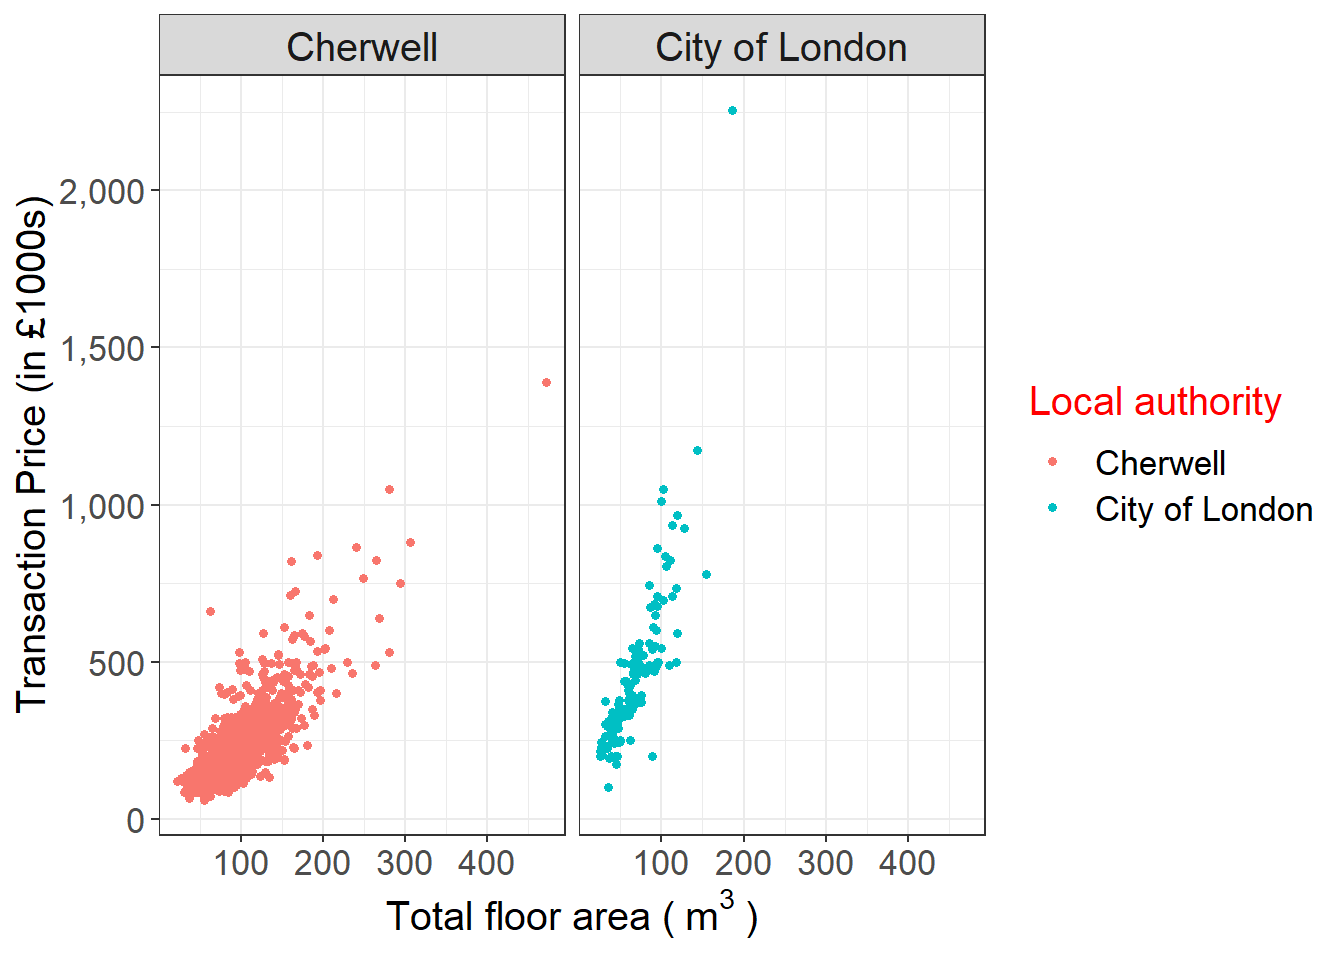 Cherwell
City of London
Transaction Price (in £1000s)
2,000
1,500
1,000
500
0
100 200 300 400
100 200 300 400
Total floor area ( m³ )
Local authority
Cherwell
City of London